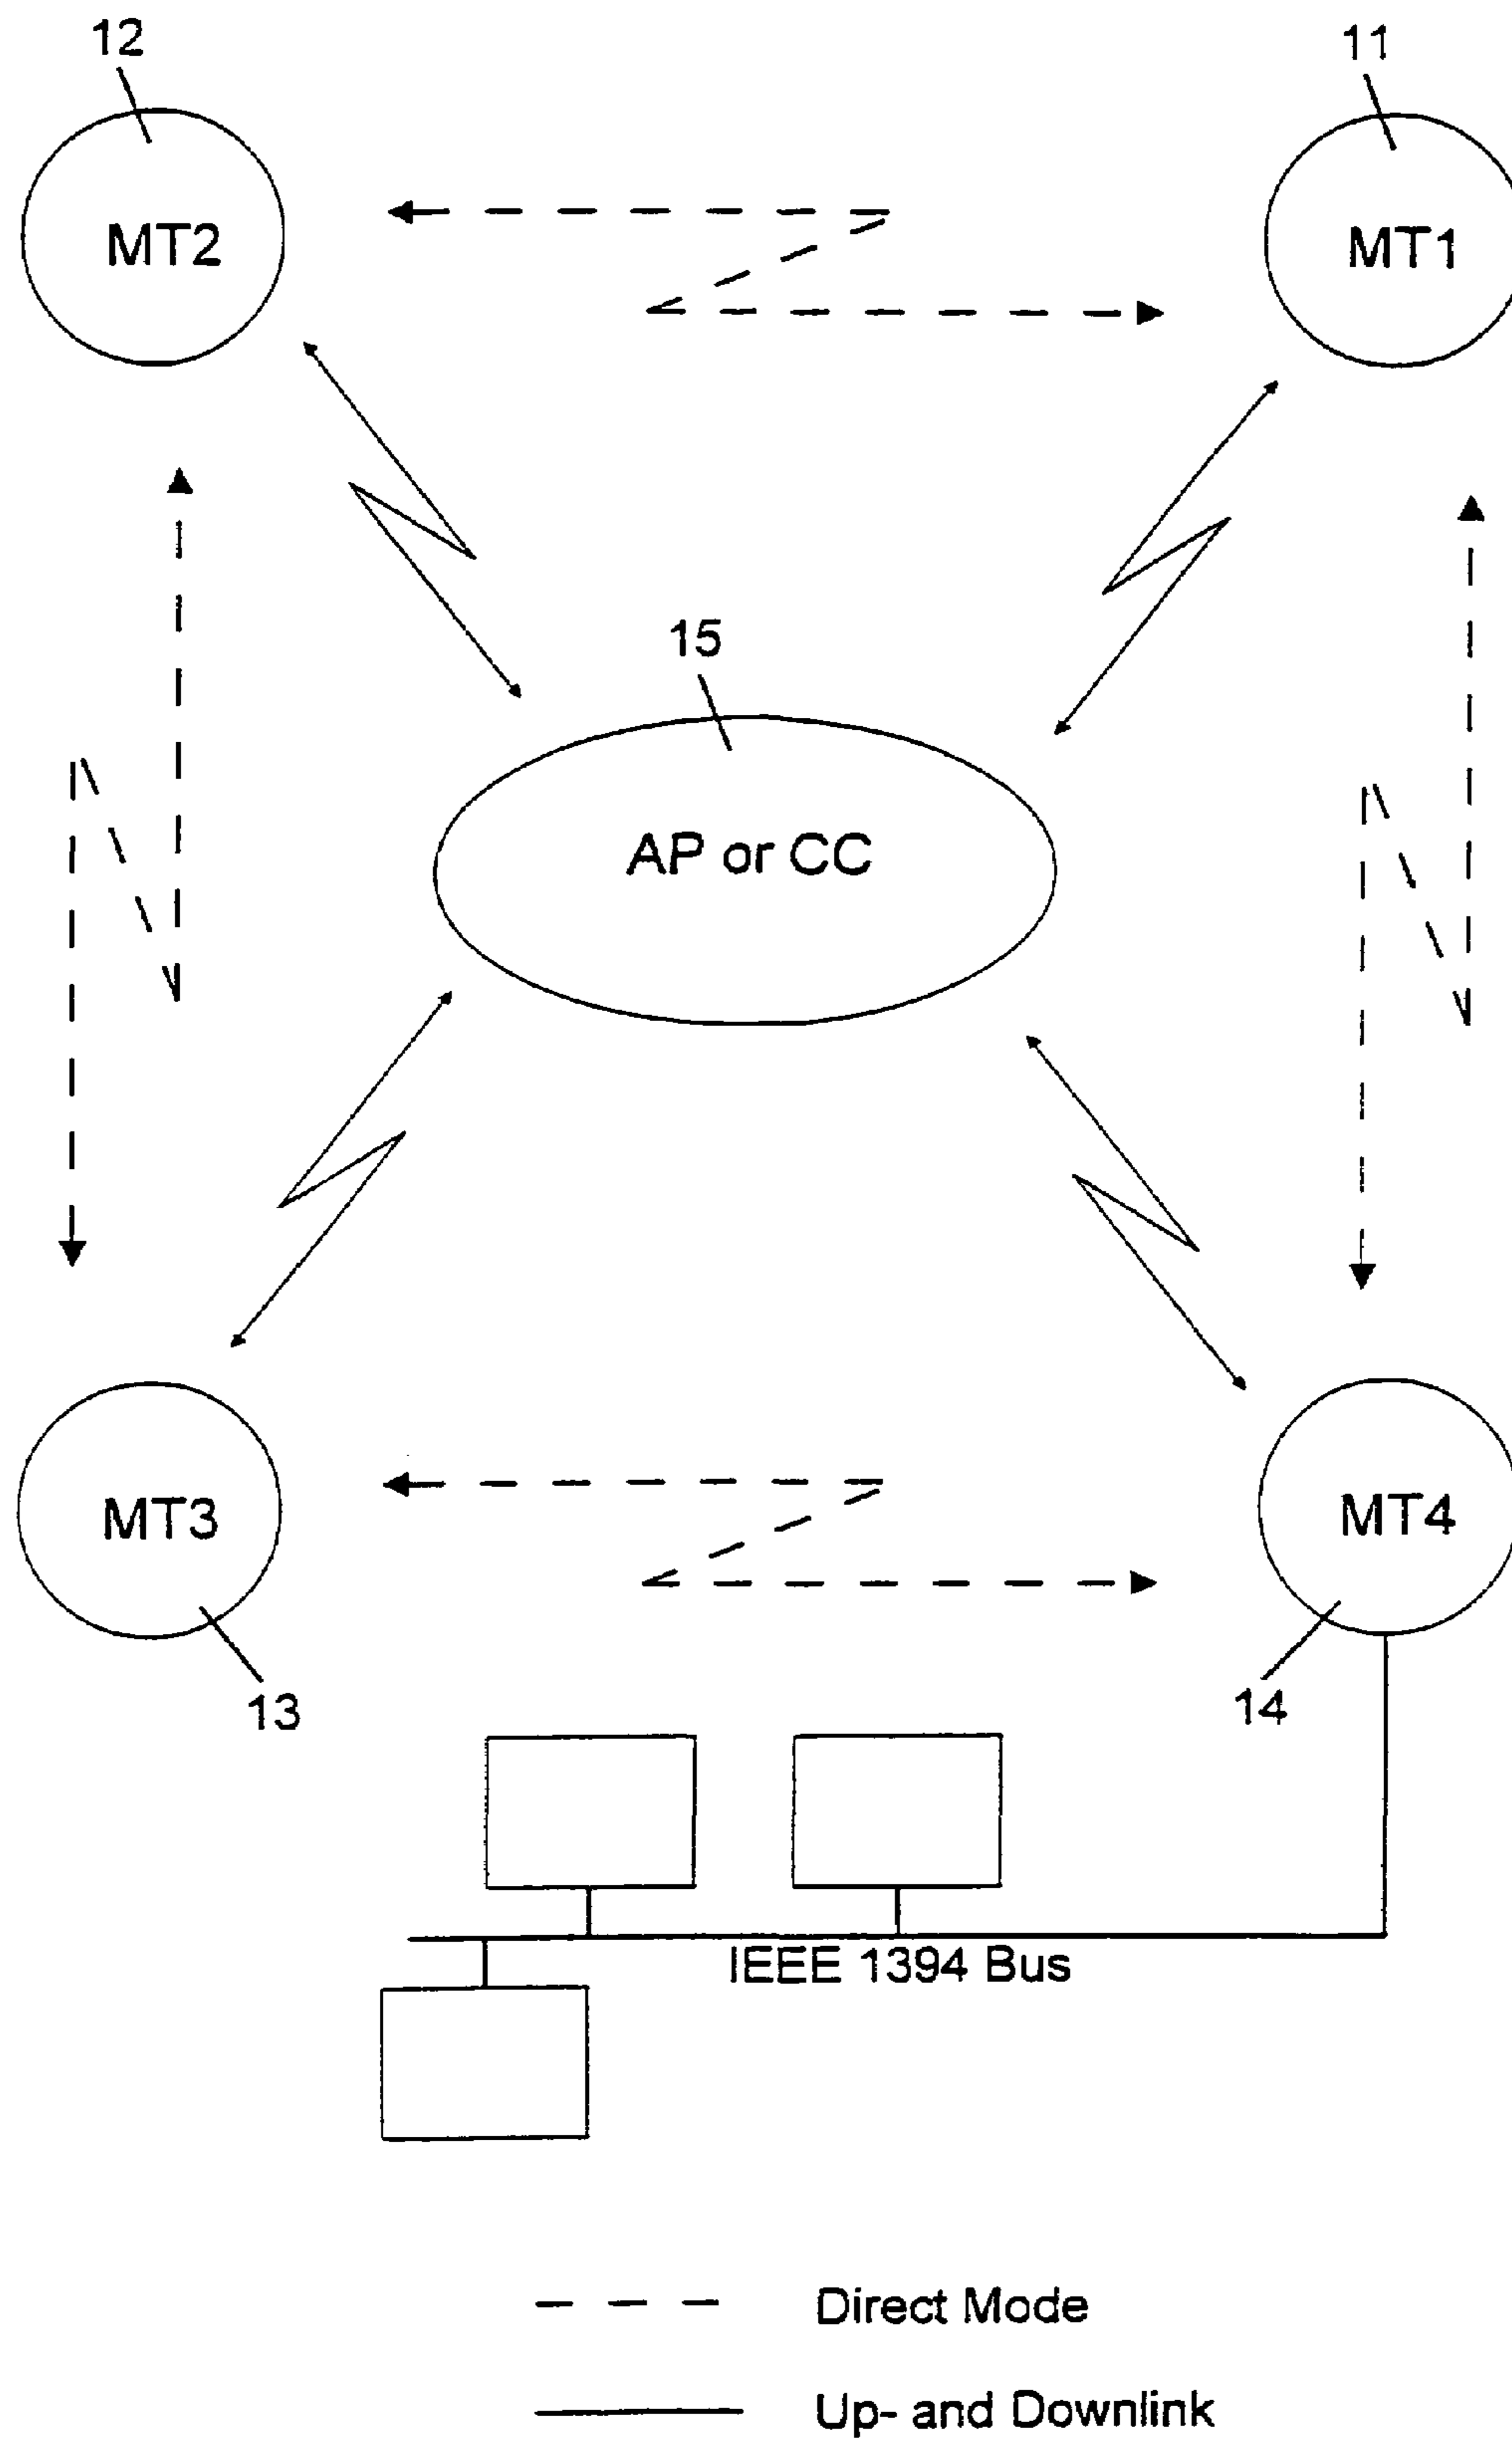 12
11
MT2
MT1
15
AP or CC
MT3
MT4
13
14
IEEE 1394 Bus
Direct Mode
Up- and Downlink